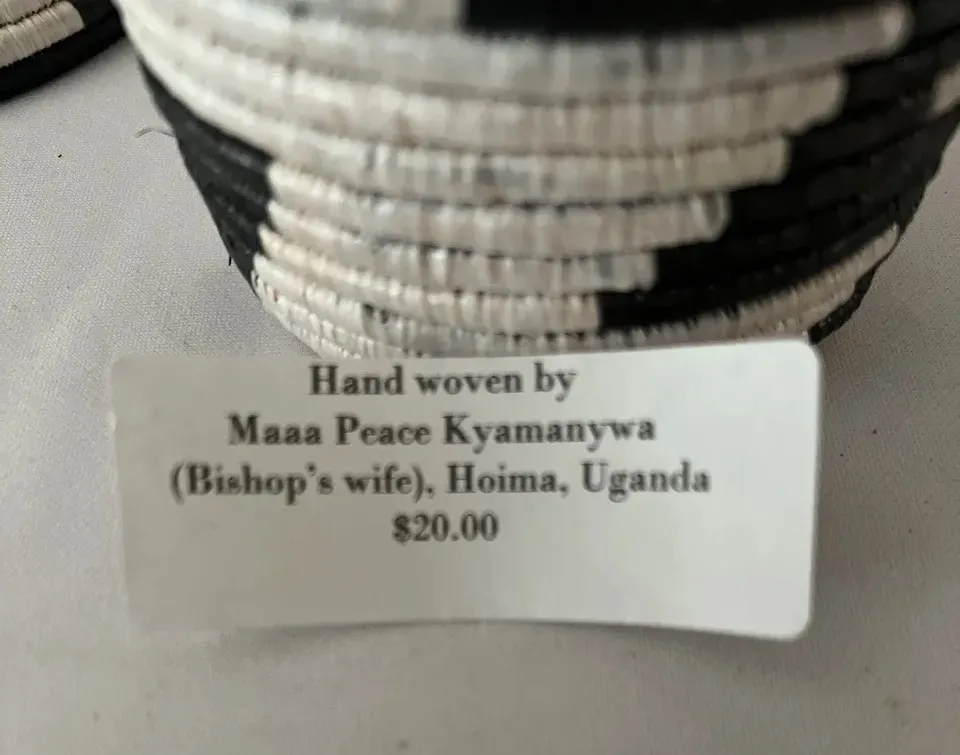 Hand woven by
Maaa Peace Kyamanywa
(Bishop's wife), Hoima, Uganda
$20.00